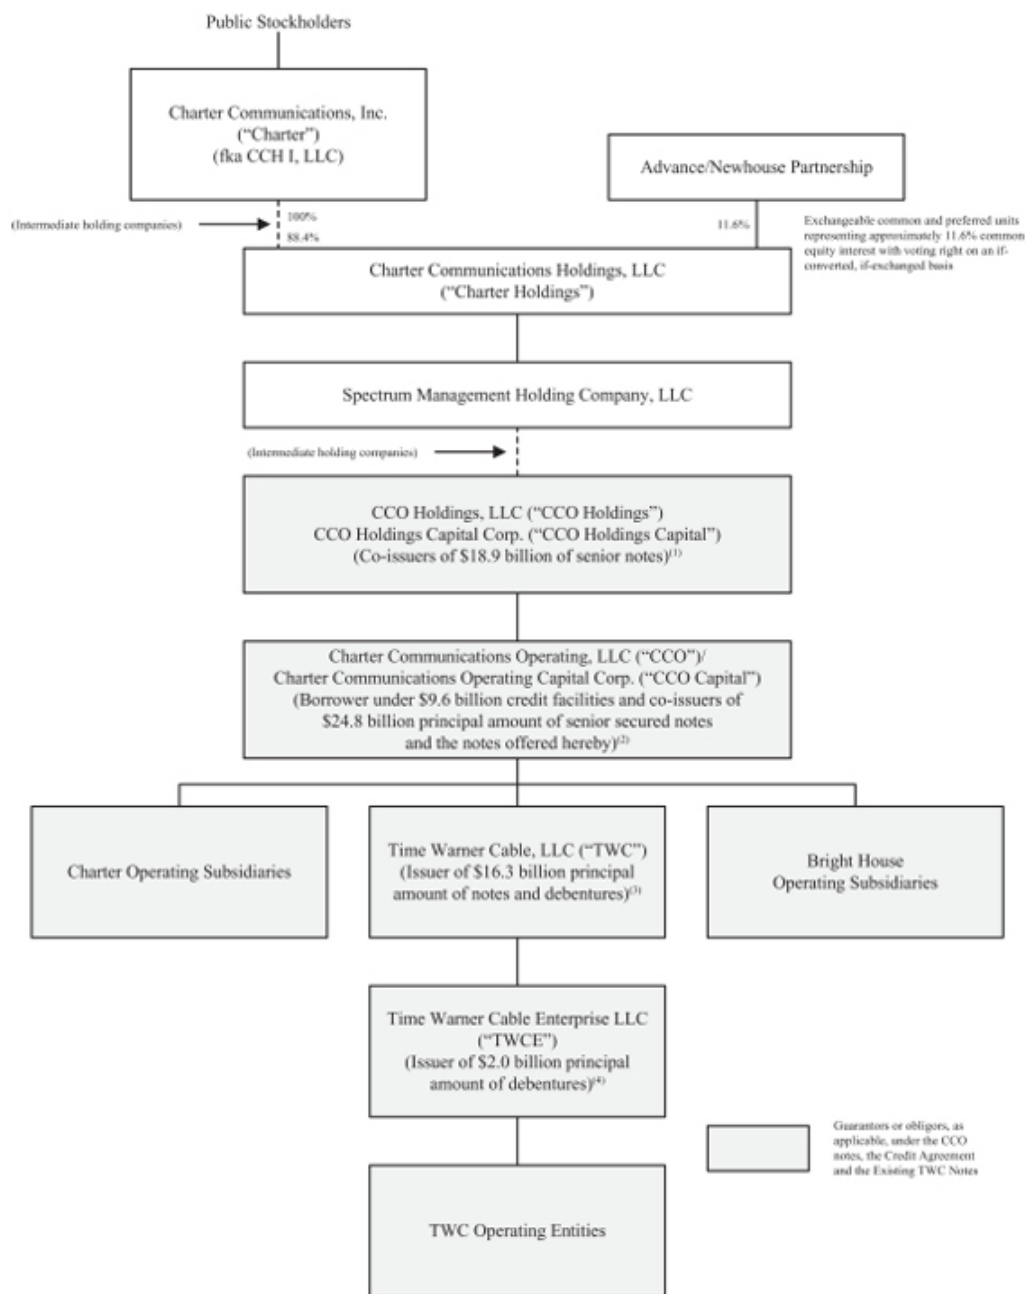 Public Stockholders
Charter Communications, Inc.
(“Charter”)
(fka CCH I, LLC)
Advance/Newhouse Partnership
(Intermediate holding companies)
100%
88.4%
11.6%
Exchangeable common and preferred units
representing approximately 11.6% common
equity interest with voting right on an if-
converted, if-exchanged basis
Charter Communications Holdings, LLC
(“Charter Holdings”)
Spectrum Management Holding Company, LLC
(Intermediate holding companies)
CCO Holdings, LLC (“CCO Holdings”)
CCO Holdings Capital Corp. (“CCO Holdings Capital”)
(Co-issuers of $18.9 billion of senior notes)(1)
Charter Communications Operating, LLC (“CCO”)/
Charter Communications Operating Capital Corp. (“CCO Capital”)
(Borrower under $9.6 billion credit facilities and co-issuers of
$24.8 billion principal amount of senior secured notes
and the notes offered hereby)(2)
Charter Operating Subsidiaries
Time Warner Cable, LLC (“TWC”)
(Issuer of $16.3 billion principal
amount of notes and debentures)(3)
Bright House
Operating Subsidiaries
Time Warner Cable Enterprise LLC
(“TWCE”)
(Issuer of $2.0 billion principal
amount of debentures)(4)
Guarantors or obligors, as
applicable, under the CCO
notes, the Credit Agreement
and the Existing TWC Notes
TWC Operating Entities